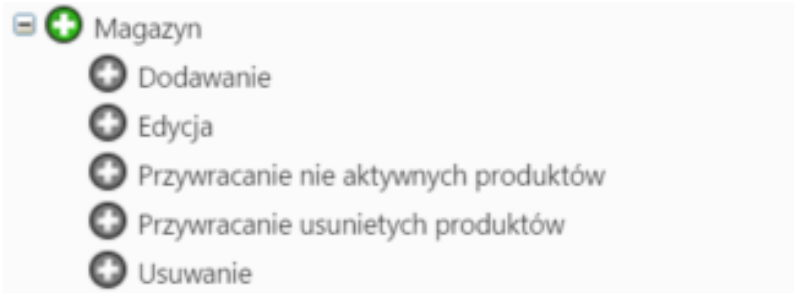 Magazyn
Dodawanie
Edycja
Przywracanie nie aktywnych produktów
Przywracanie usunietych produktów
Usuwanie